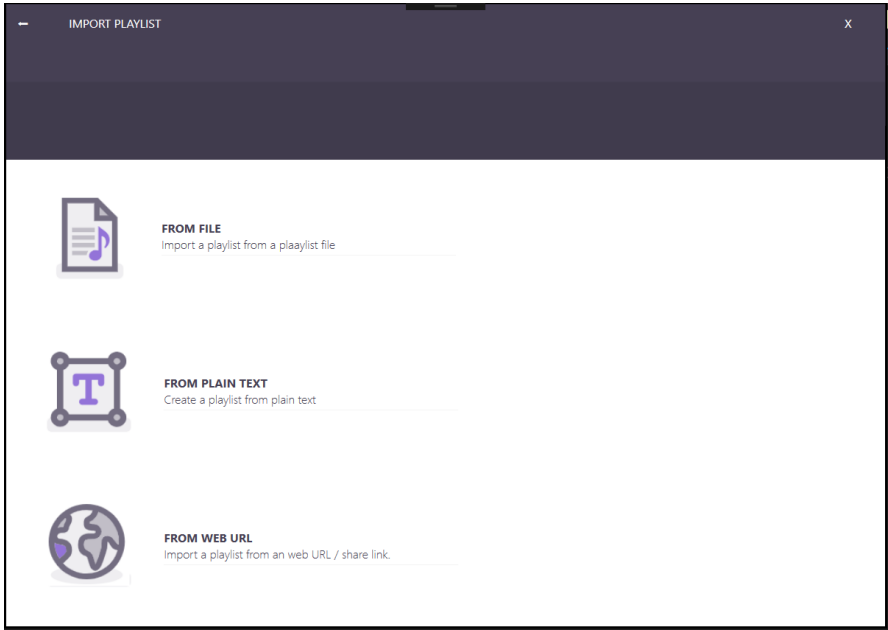 ← IMPORT PLAYLIST X
FROM FILE
Import a playlist from a plaaylist file
T
FROM PLAIN TEXT
Create a playlist from plain text
FROM WEB URL
Import a playlist from an web URL / share link.